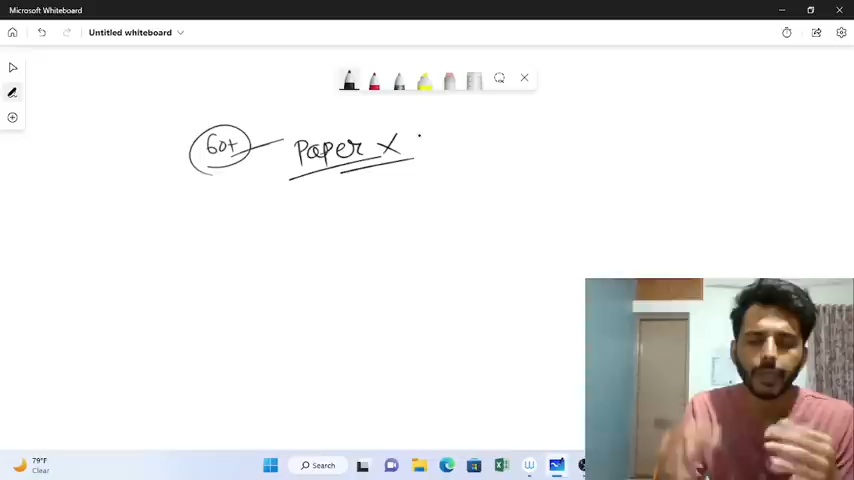 Microsoft Whiteboard
Untitled whiteboard
60+ Paper X
79°F
Clear
Search